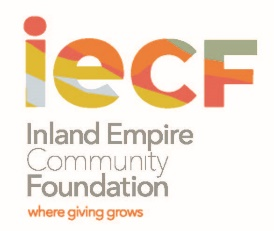 iecF
Inland Empire
Community
Foundation
where giving grows